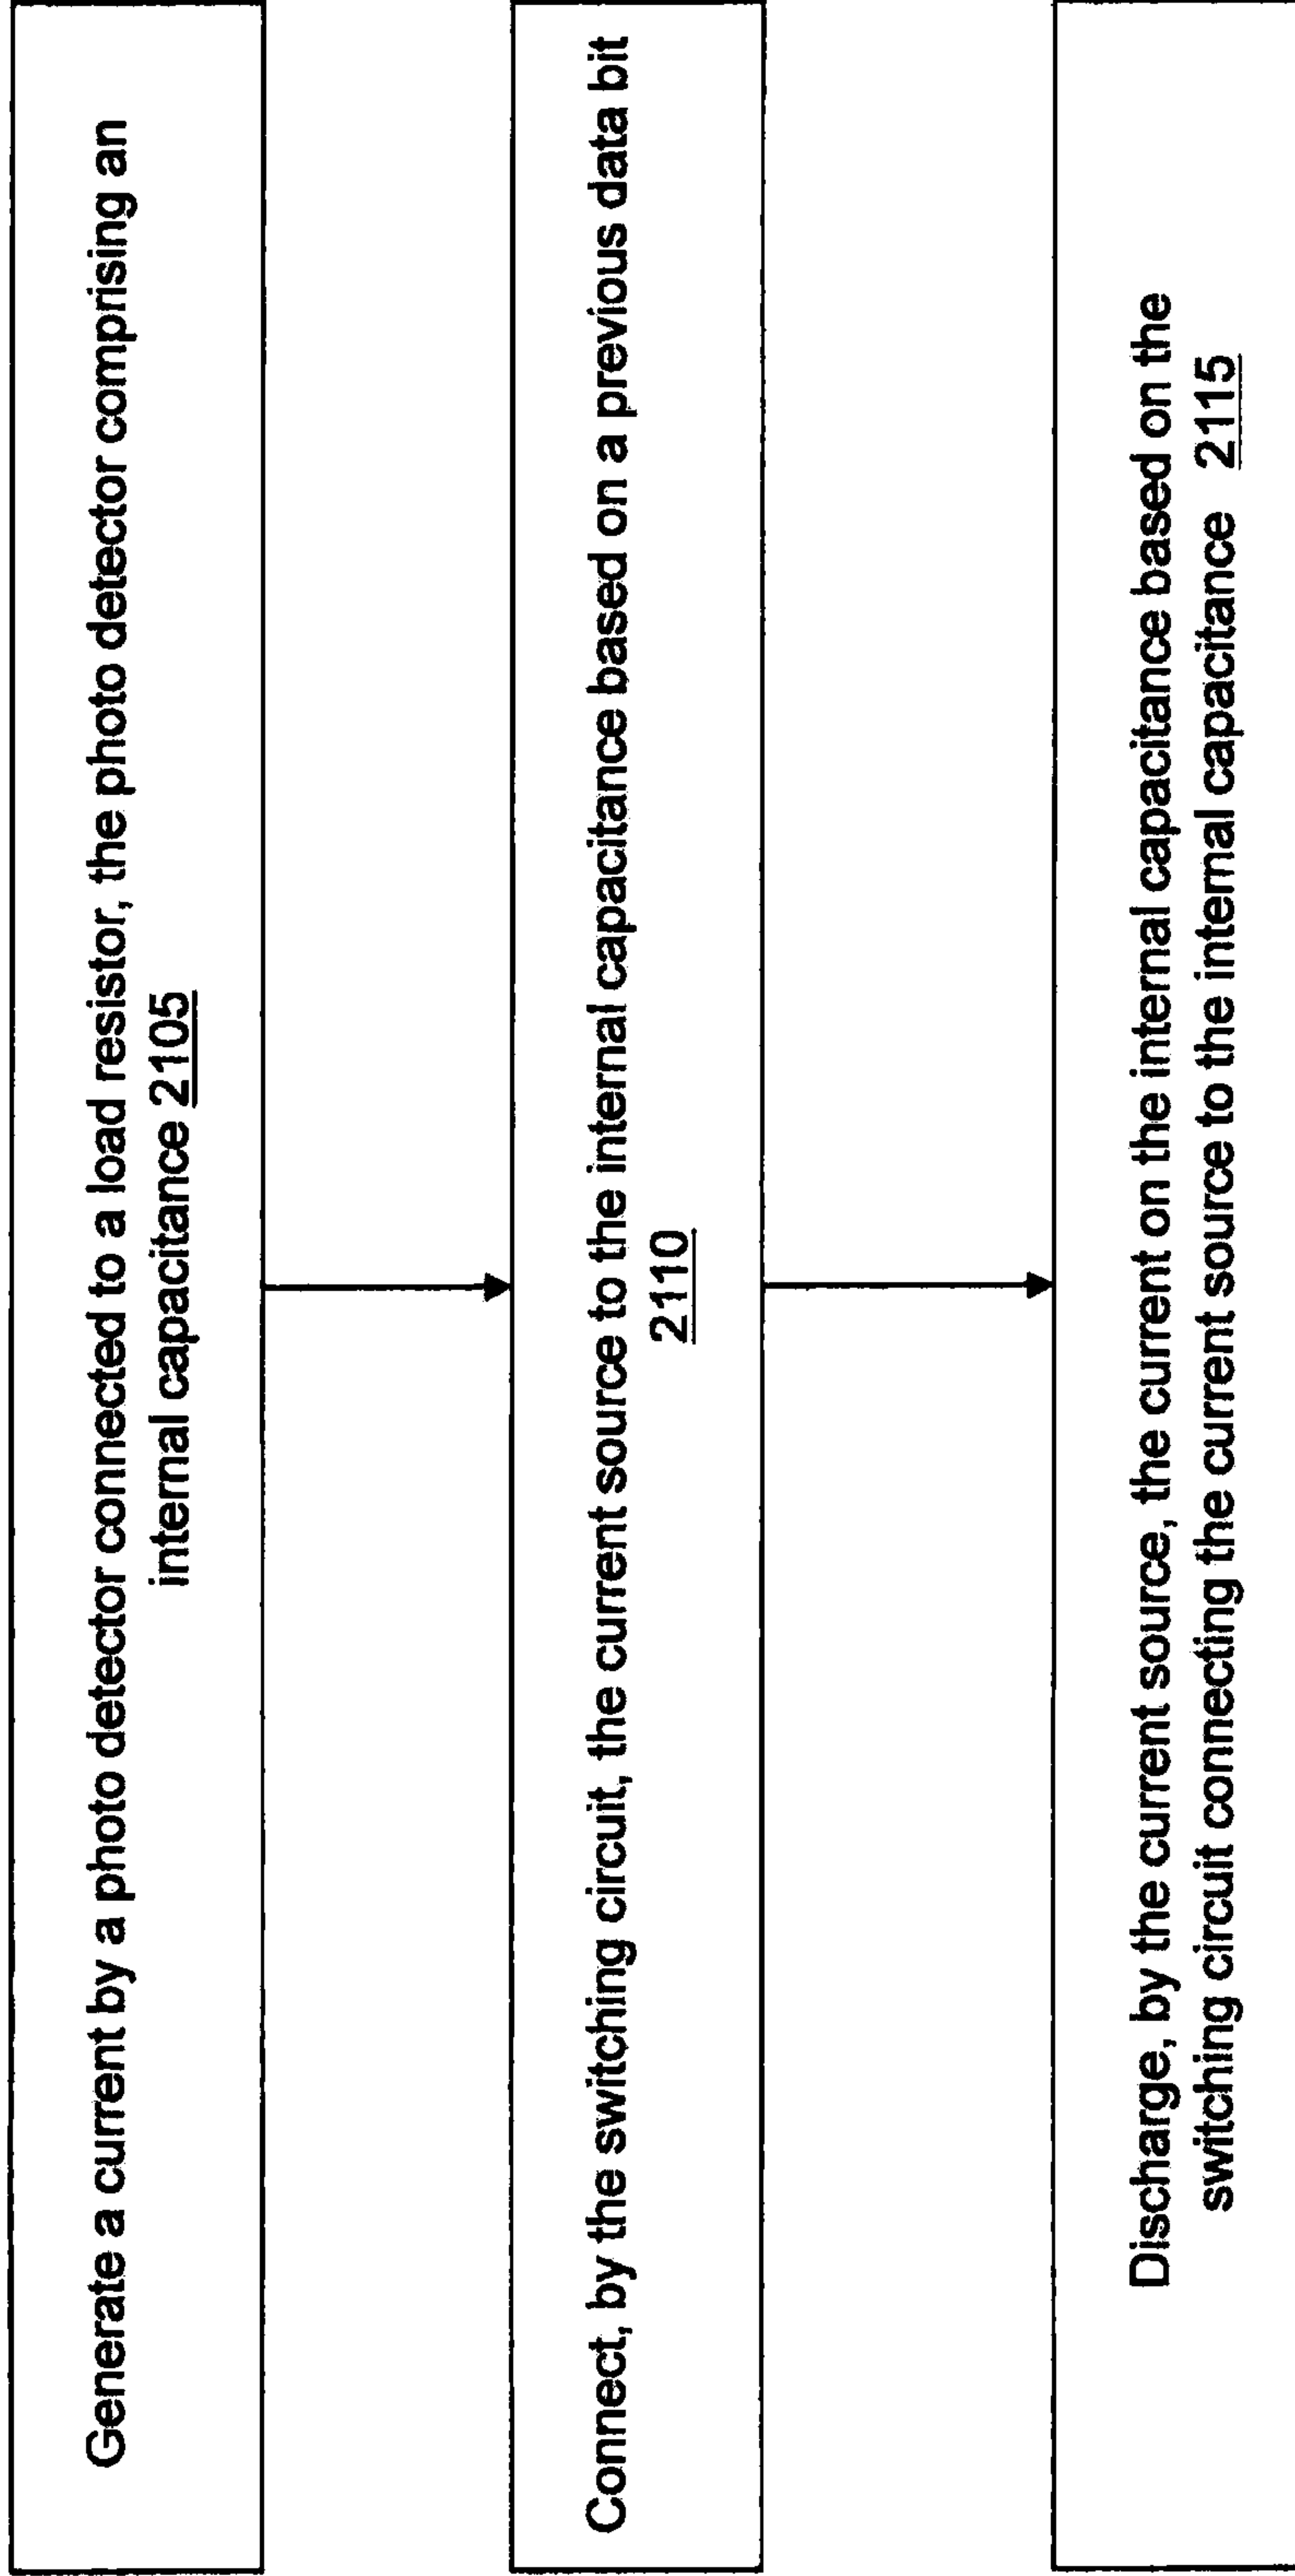 Generate a current by a photo detector connected to a load resistor, the photo detector comprising an
internal capacitance 2105
Connect, by the switching circuit, the current source to the internal capacitance based on a previous data bit
2110
Discharge, by the current source, the current on the internal capacitance based on the
switching circuit connecting the current source to the internal capacitance 2115